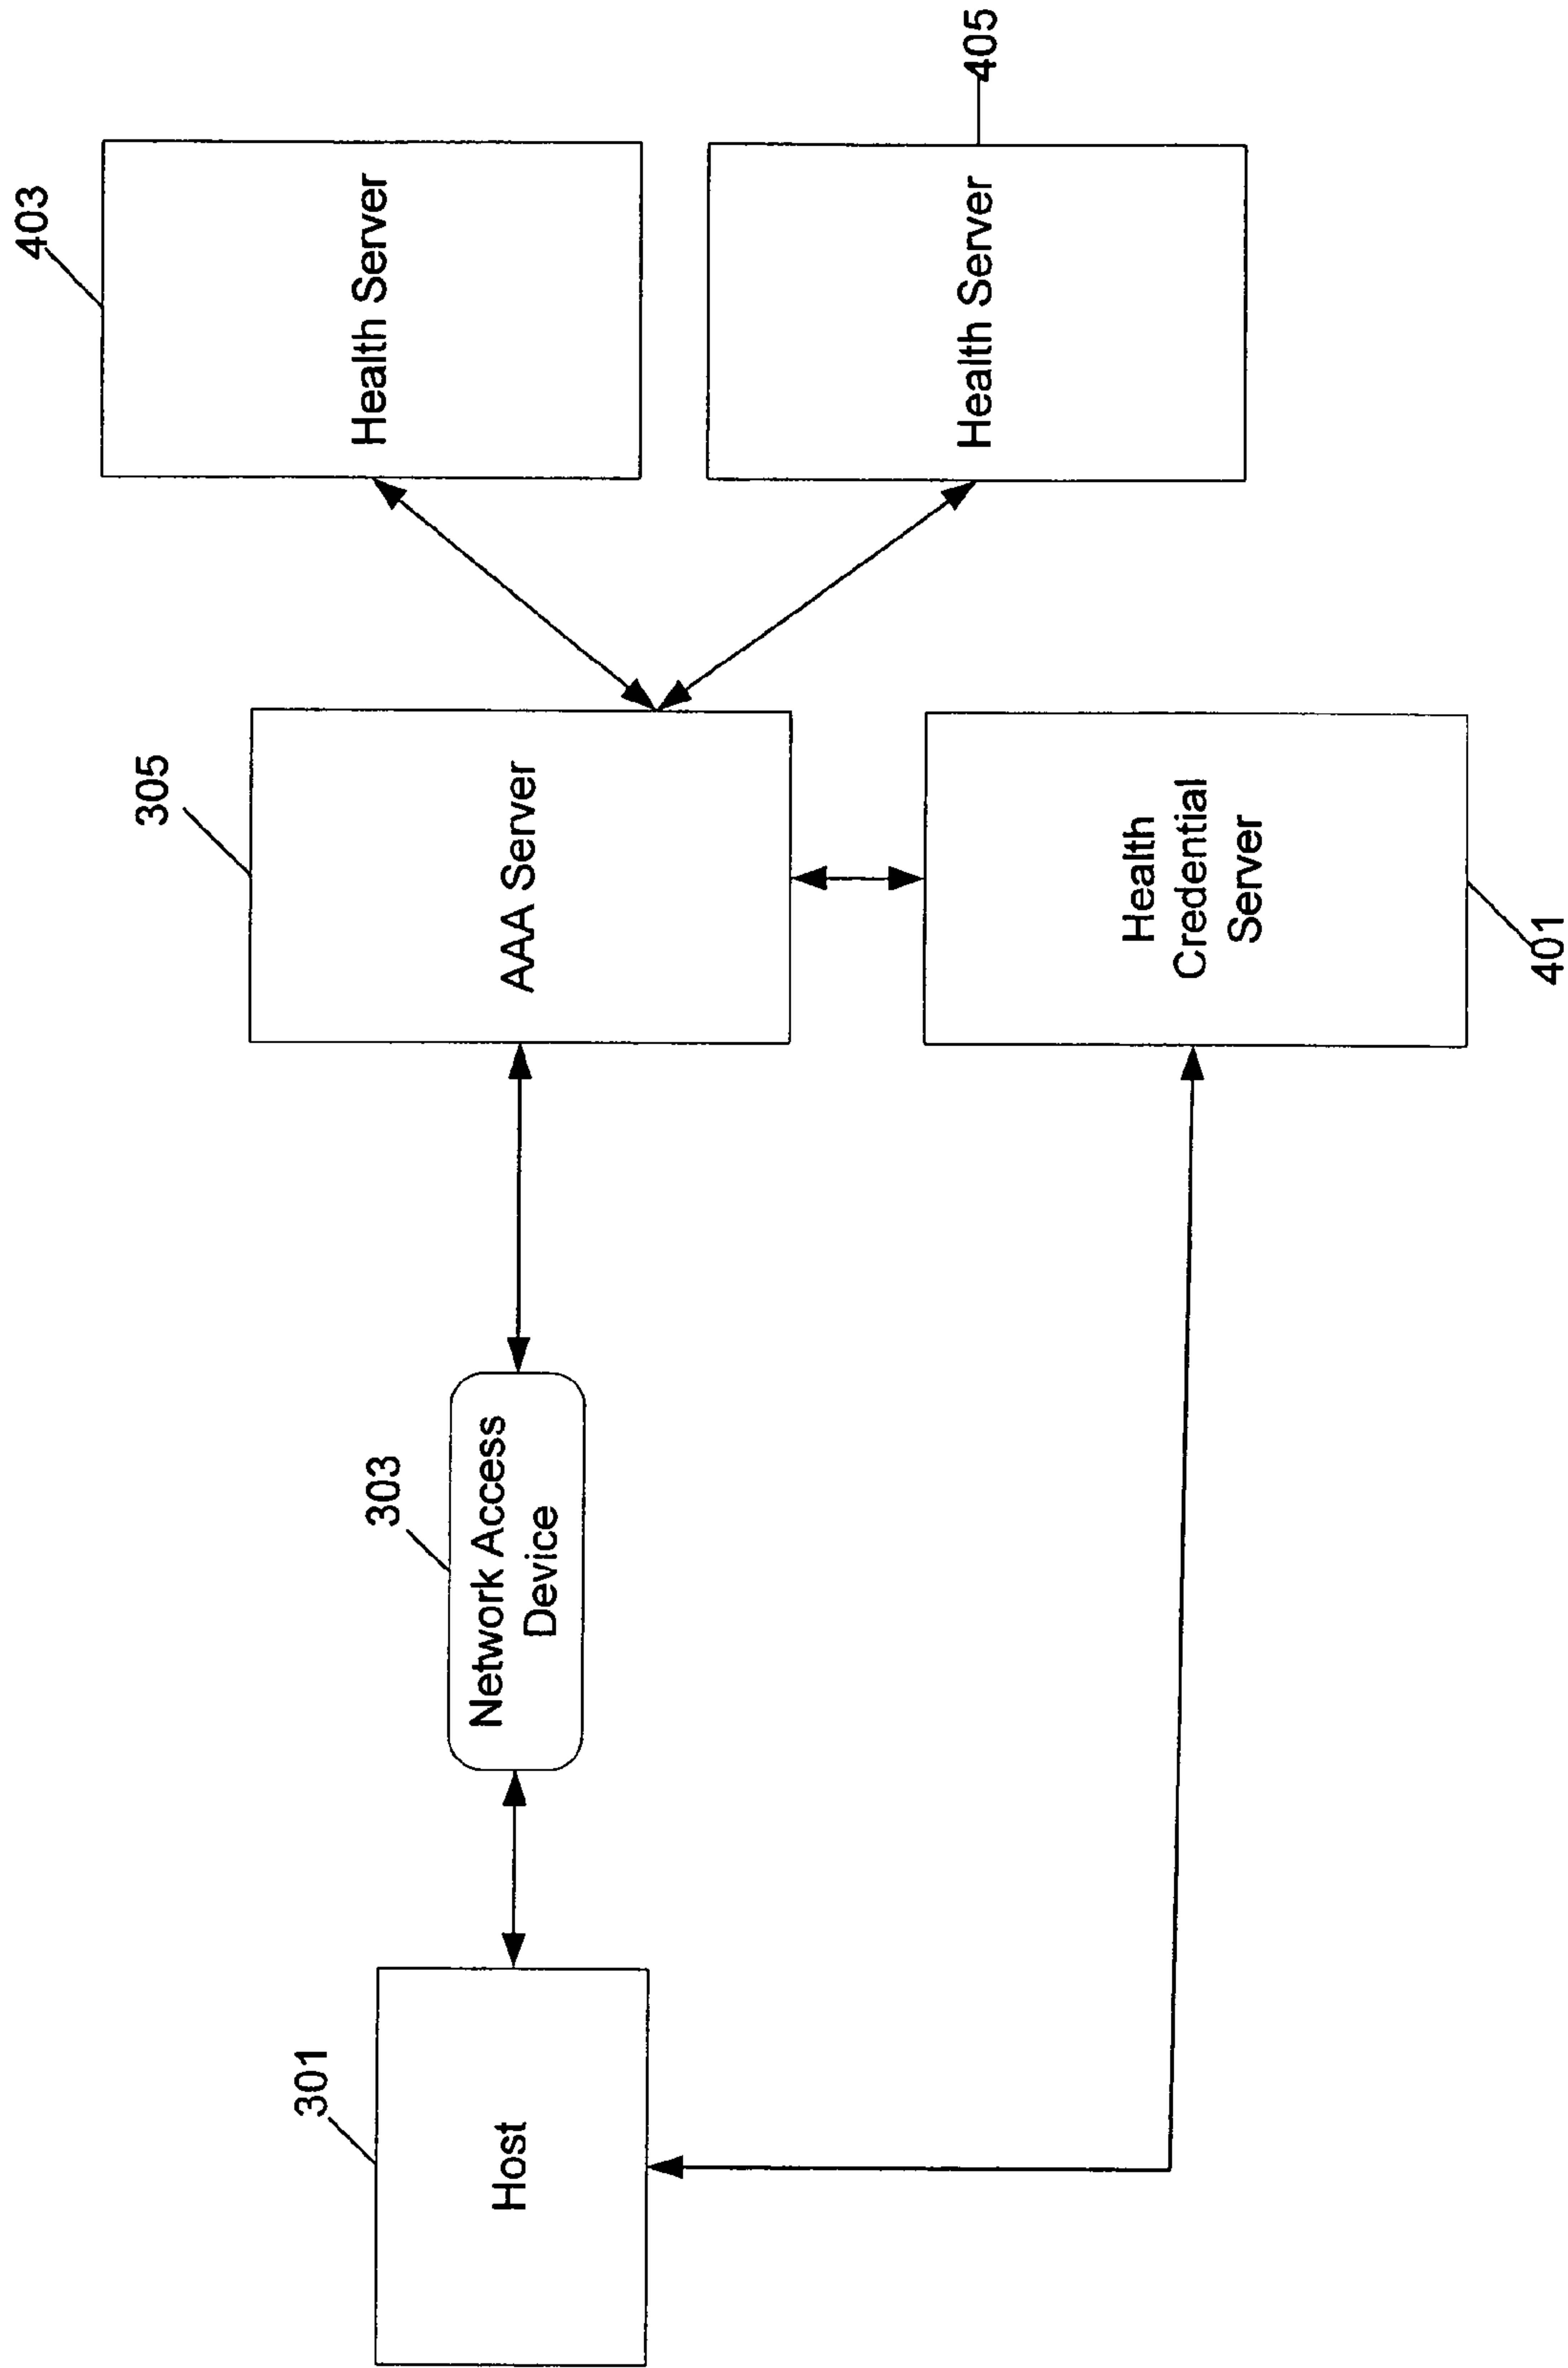 403
Health Server
305
AAA Server
405
Health Server
303
Network Access
Device
Health
Credential
Server
401
301
Host